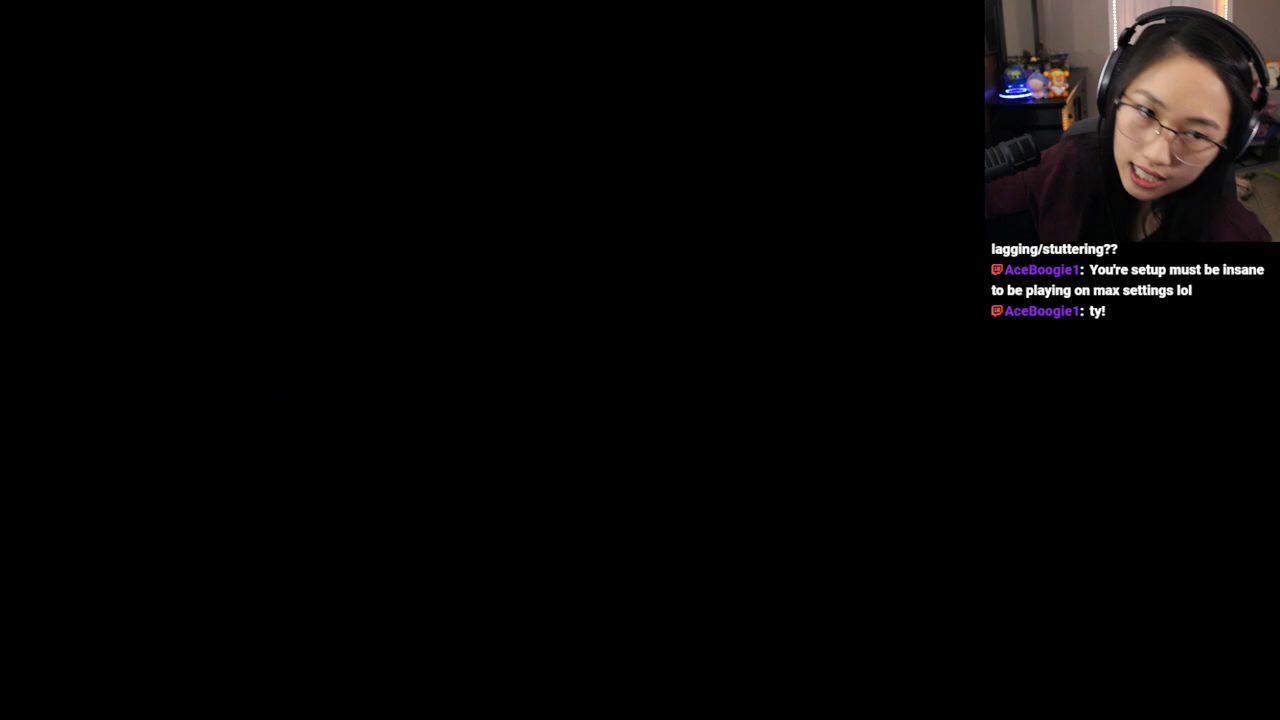 lagging/stuttering??
AceBoogie1: You're setup must be insane
to be playing on max settings lol
AceBoogie1: ty!